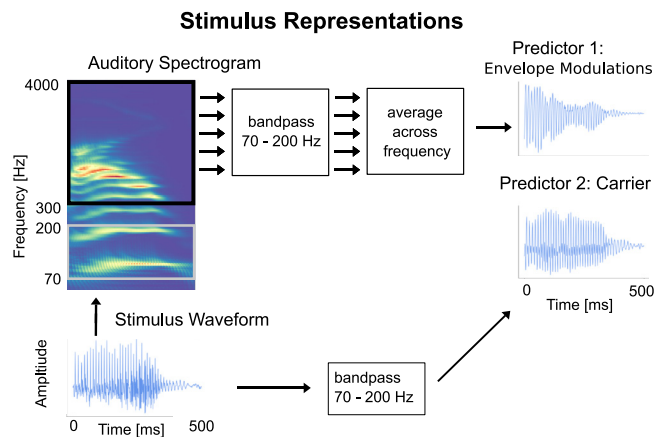 Stimulus Representations
Auditory Spectrogram
Frequency [Hz]
4000
300
200
70
bandpass
70 - 200 Hz
average
across
frequency
Predictor 1:
Envelope Modulations
Predictor 2: Carrier
0
500
Time [ms]
Stimulus Waveform
Ampltiude
0
500
Time [ms]
bandpass
70 - 200 Hz